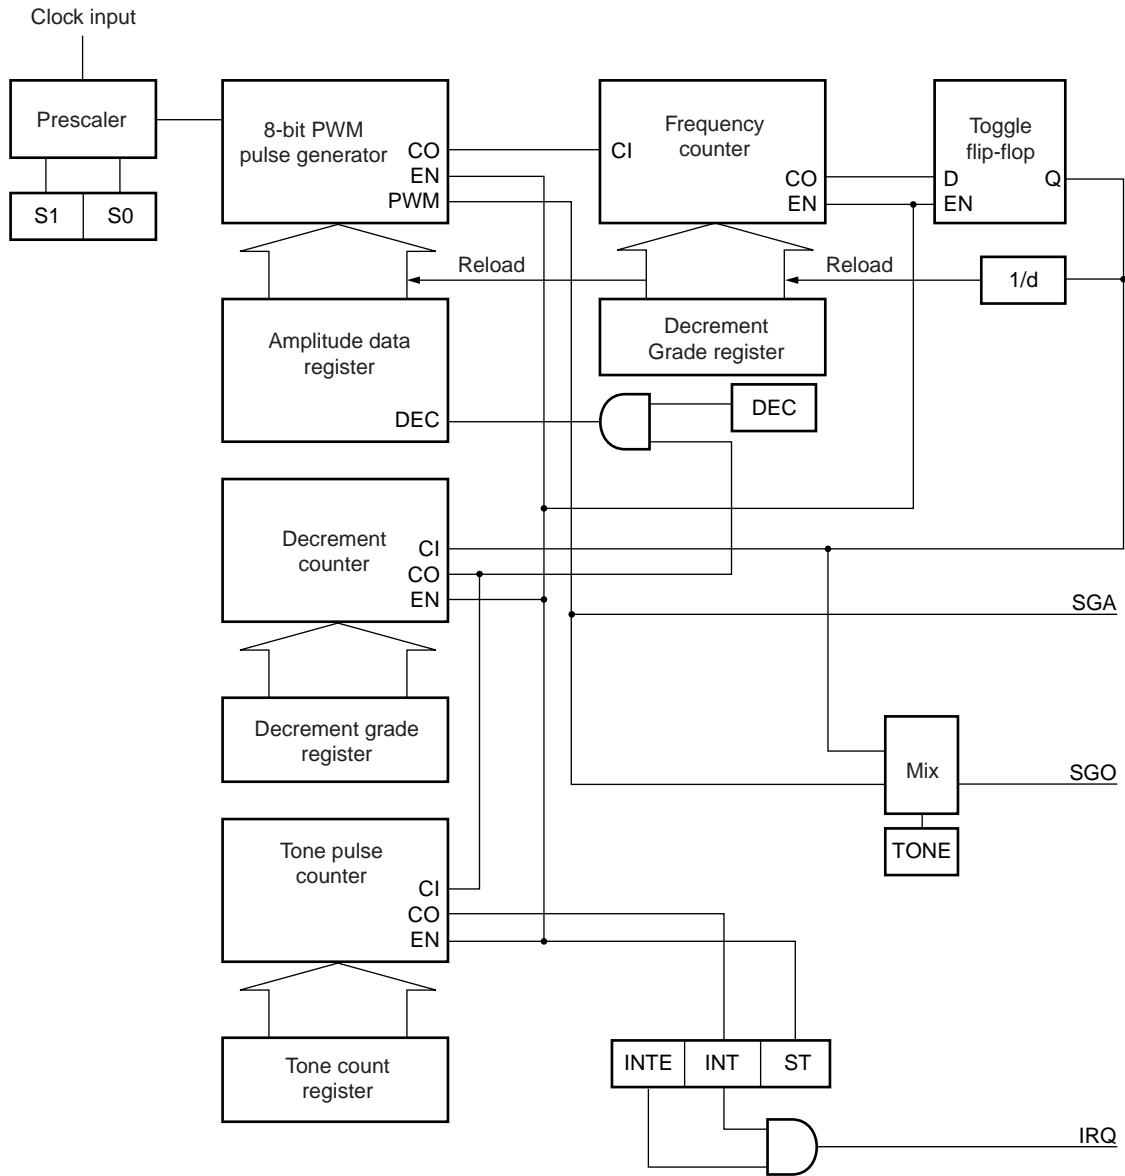 Clock input
Prescaler
S1 S0
8-bit PWM
pulse generator
CO
EN
PWM
Frequency
counter
CI
CO
EN
Toggle
flip-flop
D
Q
EN
Reload
Reload
1/d
Amplitude data
register
DEC
Decrement
Grade register
DEC
Decrement
counter
CI
CO
EN
SGA
Decrement grade
register
Mix
SGO
TONE
Tone pulse
counter
CI
CO
EN
Tone count
register
INTE INT ST
IRQ